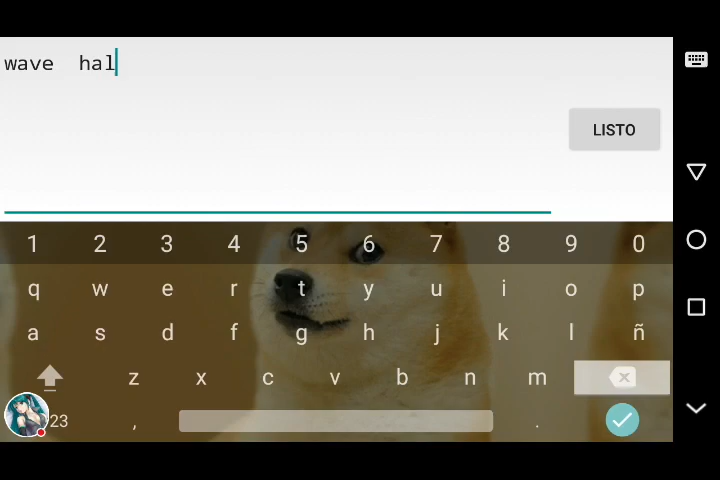 wave  hal
LISTO
1 2 3 4 5 6 7 8 9 0
q w e r t y u i o p
a s d f g h j k l ñ
z x c v b n m
23 , .